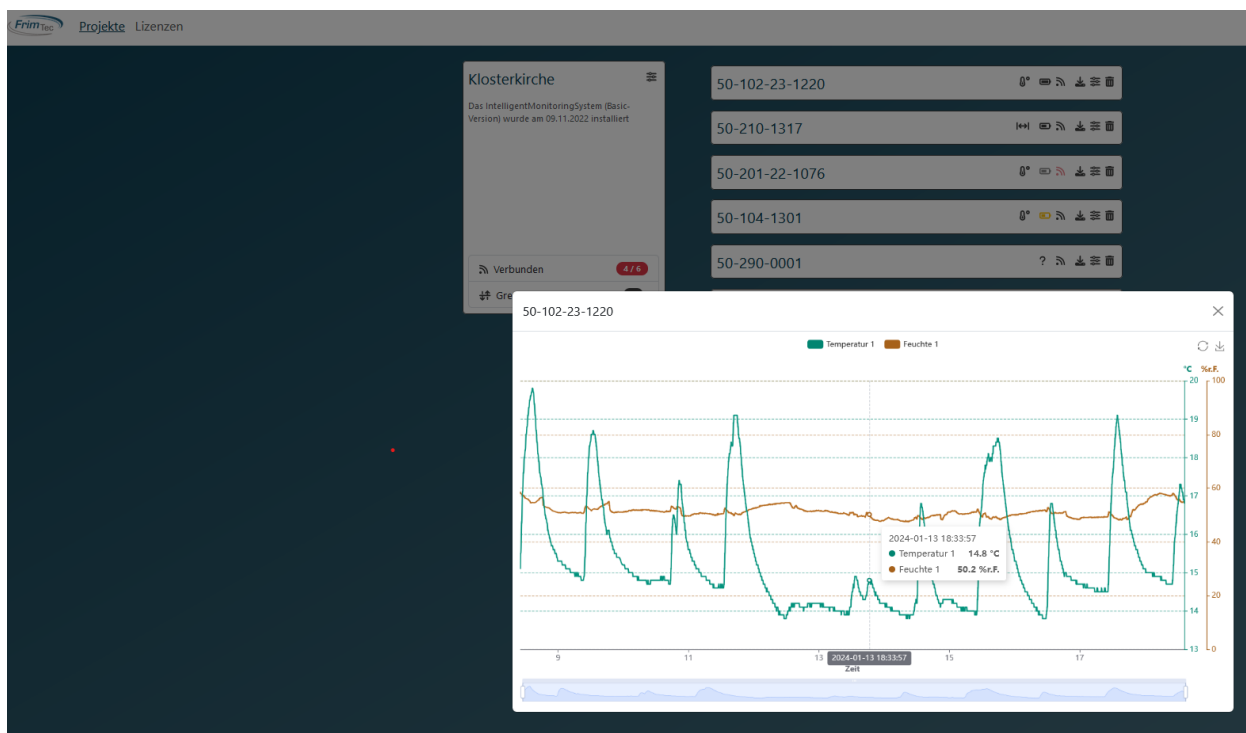 FrimTec Projekte Lizenzen
Klosterkirche
Das IntelligentMonitoringSystem (Basic-
Version) wurde am 09.11.2022 installiert
Verbunden 4 / 6
Gre
50-102-23-1220
50-210-1317
50-201-22-1076
50-104-1301
50-290-0001
?
50-102-23-1220
Temperatur 1 Feuchte 1
°C %r.F.
20 100
19
80
18
60
17
16
40
15
20
14
13 0
2024-01-13 18:33:57
Temperatur 1 14.8 °C
Feuchte 1 50.2 %r.F.
9 11 13 2024-01-13 18:33:57 15 17
Zeit